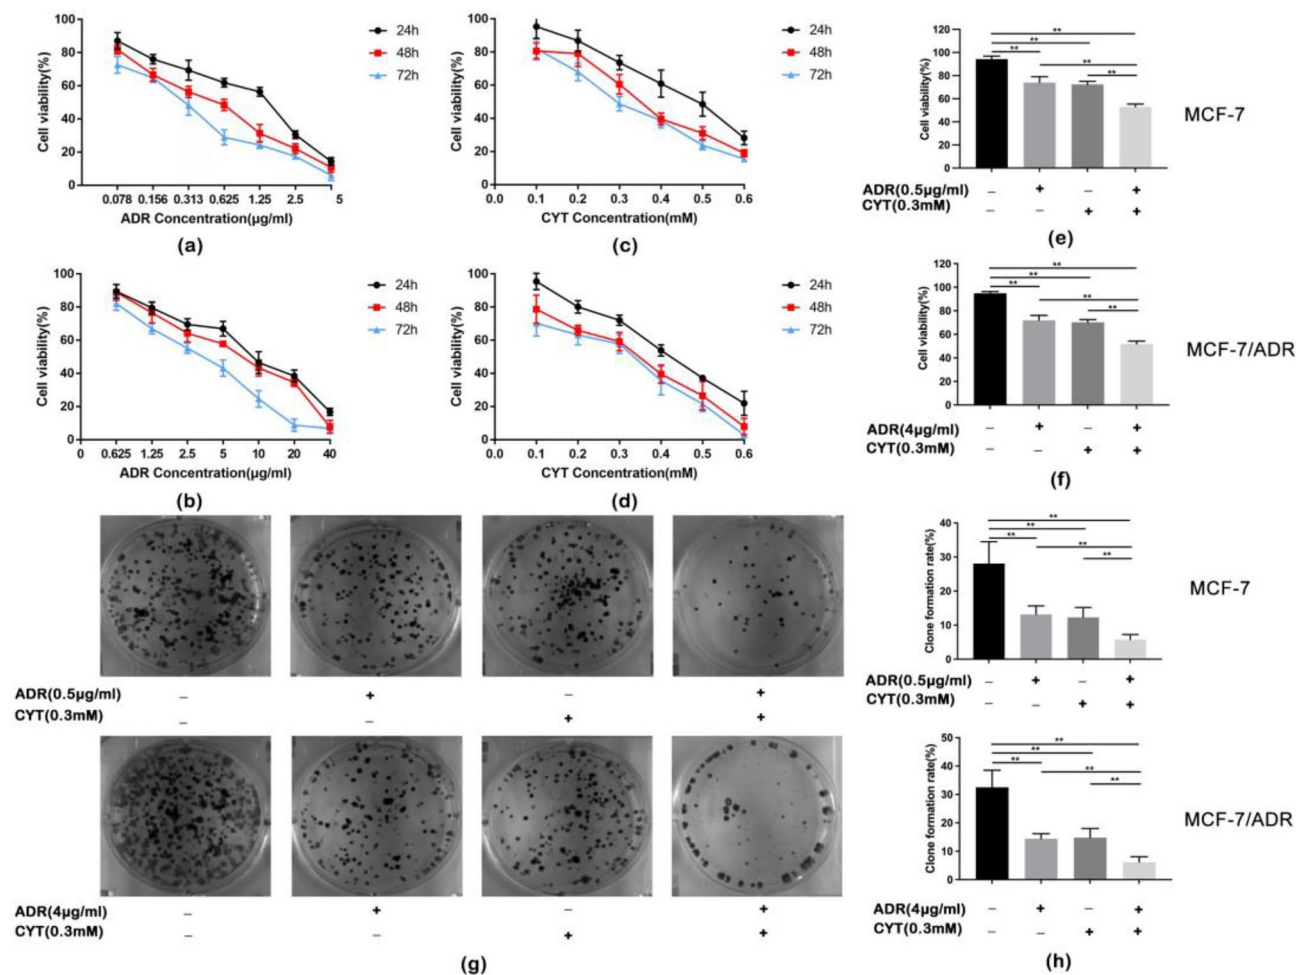 100
80
60
40
20
0
Cell viability(%)
24h
48h
72h
0.078 0.156 0.313 0.625 1.25 2.5 5
ADR Concentration(μg/ml)
(a)
100
80
60
40
20
0
Cell viability(%)
24h
48h
72h
0.0 0.1 0.2 0.3 0.4 0.5 0.6
CYT Concentration(mM)
(c)
120
100
80
60
40
20
0
Cell viability(%)
**
**
**
**
**
ADR(0.5μg/ml) – + – +
CYT(0.3mM) – – + +
(e)
MCF-7
100
80
60
40
20
0
Cell viability(%)
24h
48h
72h
0 0.625 1.25 2.5 5 10 20 40
ADR Concentration(μg/ml)
(b)
100
80
60
40
20
0
Cell viability(%)
24h
48h
72h
0.0 0.1 0.2 0.3 0.4 0.5 0.6
CYT Concentration(mM)
(d)
120
100
80
60
40
20
0
Cell viability(%)
**
**
**
**
**
ADR(4μg/ml) – + – +
CYT(0.3mM) – – + +
(f)
MCF-7/ADR
ADR(0.5μg/ml) – + – +
CYT(0.3mM) – – + +
ADR(4μg/ml) – + – +
CYT(0.3mM) – – + +
(g)
40
30
20
10
0
Clone formation rate(%)
**
**
**
**
**
ADR(0.5μg/ml) – + – +
CYT(0.3mM) – – + +
MCF-7
50
40
30
20
10
0
Clone formation rate(%)
**
**
**
**
**
ADR(4μg/ml) – + – +
CYT(0.3mM) – – + +
(h)
MCF-7/ADR